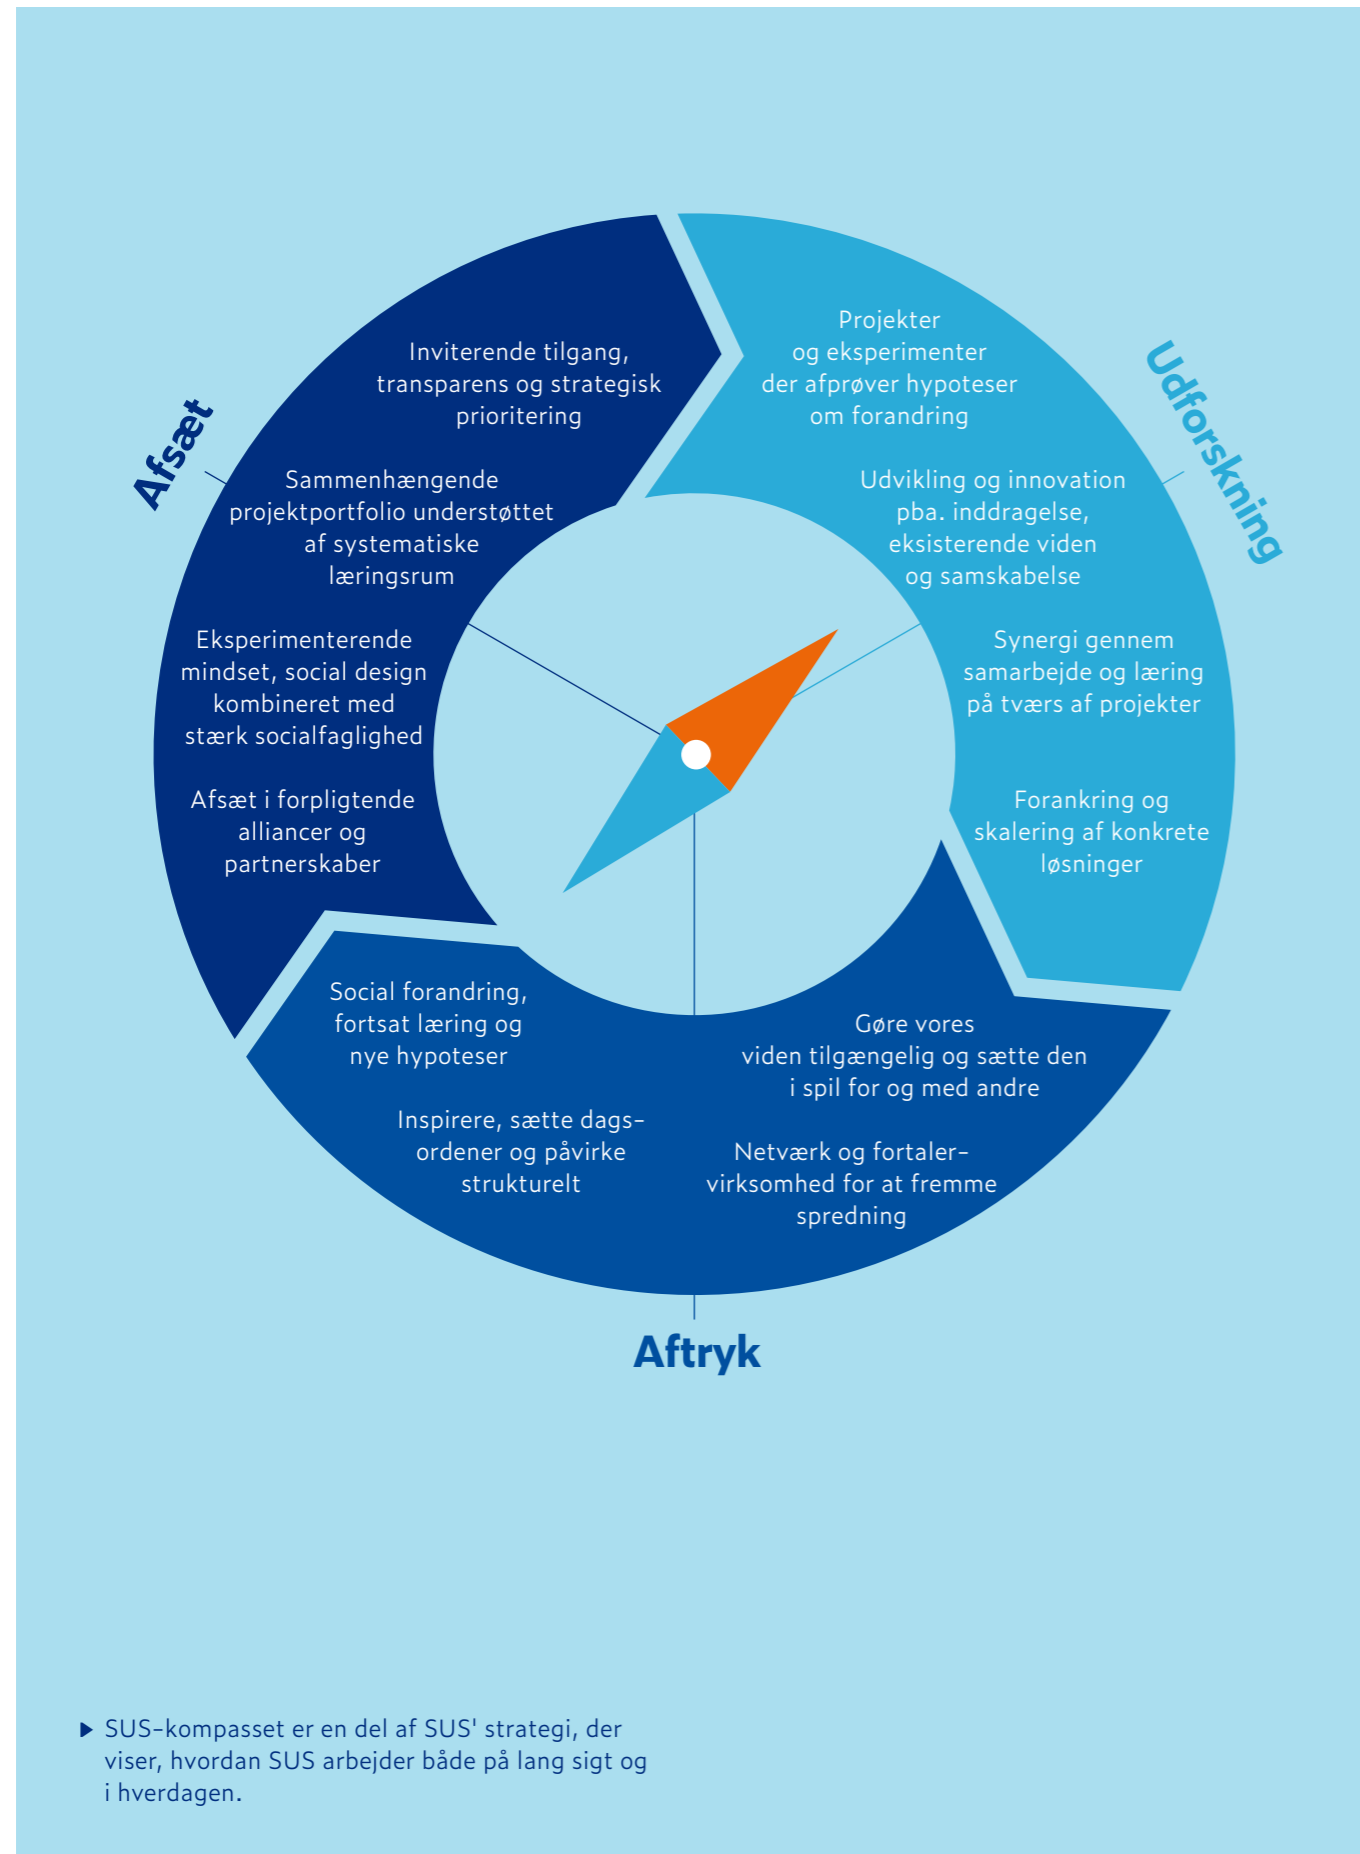 Afsæt
Inviterende tilgang,
transparens og strategisk
prioritering
Sammenhængende
projektportfolio understøttet
af systematiske
læringsrum
Eksperimenterende
mindset, social design
kombineret med
stærk socialfaglighed
Afsæt i forpligtende
alliancer og
partnerskaber
Udforskning
Projekter
og eksperimenter
der afprøver hypoteser
om forandring
Udvikling og innovation
pba. inddragelse,
eksisterende viden
og samskabelse
Synergi gennem
samarbejde og læring
på tværs af projekter
Forankring og
skalering af konkrete
løsninger
Gøre vores
viden tilgængelig og sætte den
i spil for og med andre
Netværk og fortaler-
virksomhed for at fremme
spredning
Inspirere, sætte dags-
ordener og påvirke
strukturelt
Social forandring,
fortsat læring og
nye hypoteser
Aftryk
SUS-kompasset er en del af SUS' strategi, der
viser, hvordan SUS arbejder både på lang sigt og
i hverdagen.